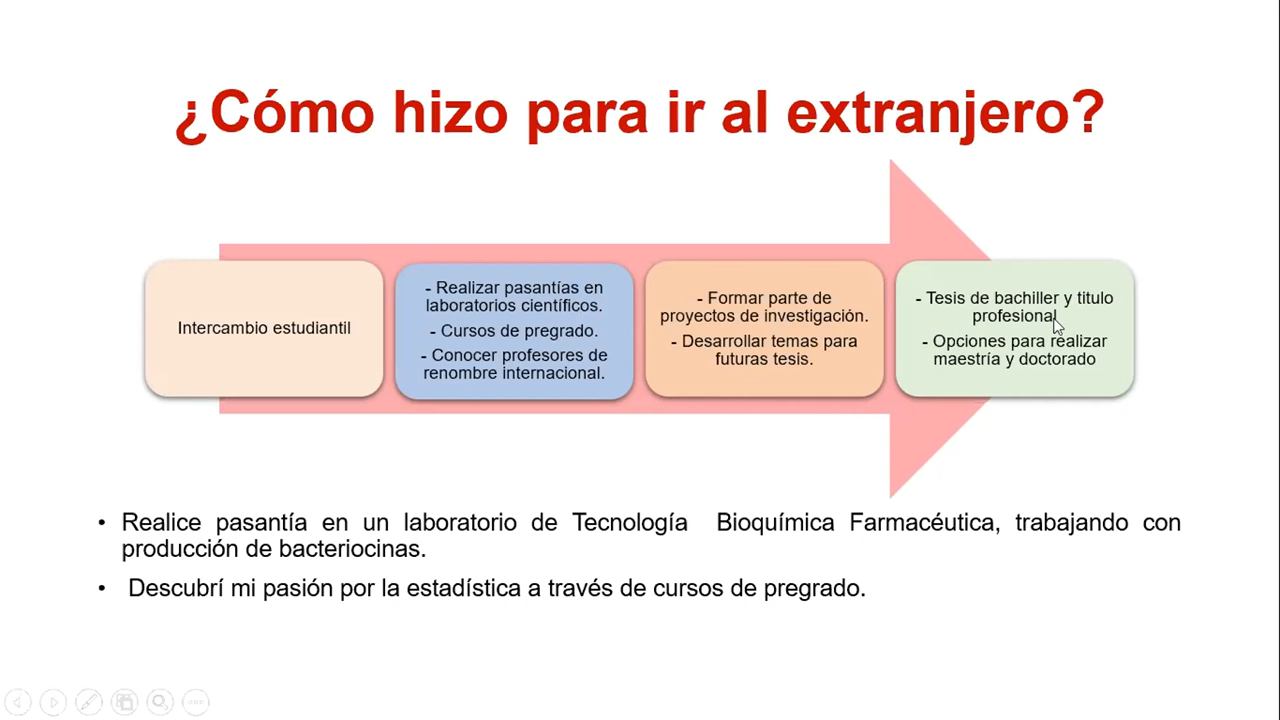 ¿Cómo hizo para ir al extranjero?
Intercambio estudiantil
- Realizar pasantías en
laboratorios científicos.
- Cursos de pregrado.
- Conocer profesores de
renombre internacional.
- Formar parte de
proyectos de investigación.
- Desarrollar temas para
futuras tesis.
- Tesis de bachiller y titulo
profesional
- Opciones para realizar
maestría y doctorado
• Realice pasantía en un laboratorio de Tecnología Bioquímica Farmacéutica, trabajando con
producción de bacteriocinas.
• Descubrí mi pasión por la estadística a través de cursos de pregrado.